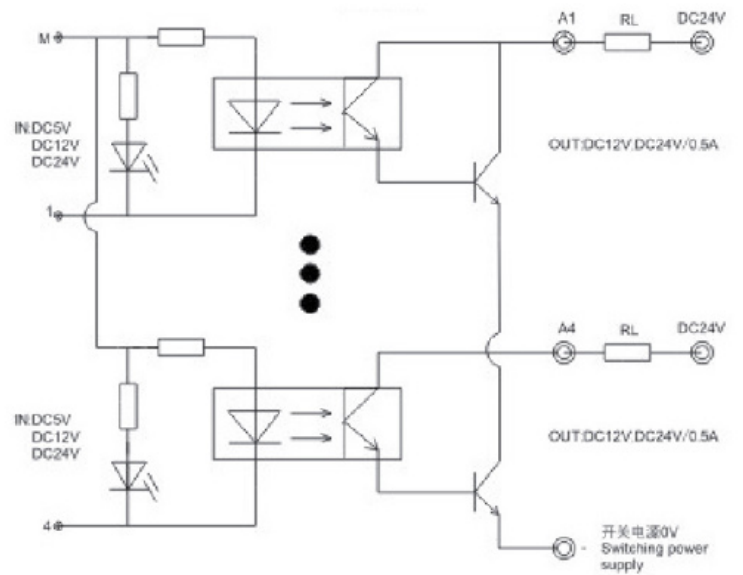 M
A1
RL
DC24V
IN:DC5V
DC12V
DC24V
OUT:DC12V.DC24V/0.5A
1
A4
RL
DC24V
IN:DC5V
DC12V
DC24V
OUT:DC12V.DC24V/0.5A
4
开关电源0V
- Switching power
supply